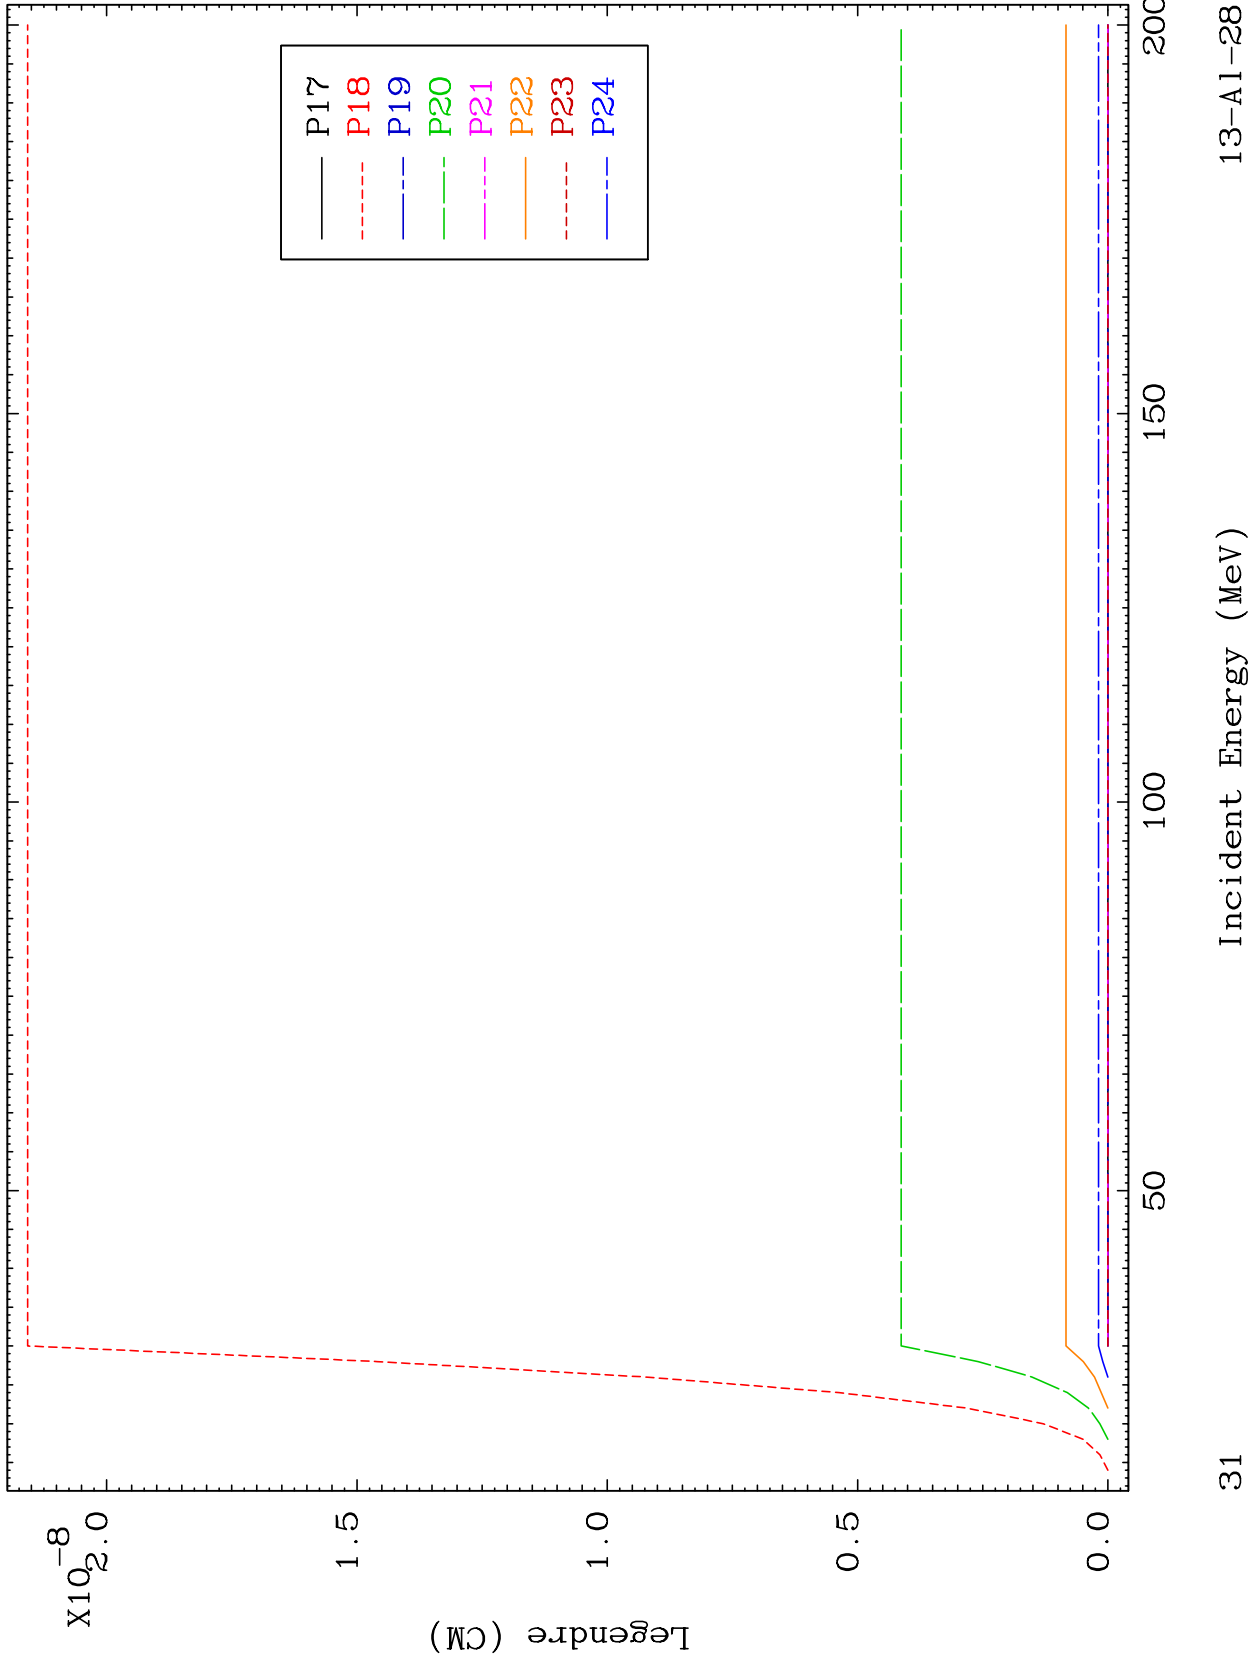 X10-8
2.0
1.5
1.0
0.5
0.0
Legendre (CM)
P17
P18
P19
P20
P21
P22
P23
P24
50
100
150
200
Incident Energy (MeV)
31
13-Al-28